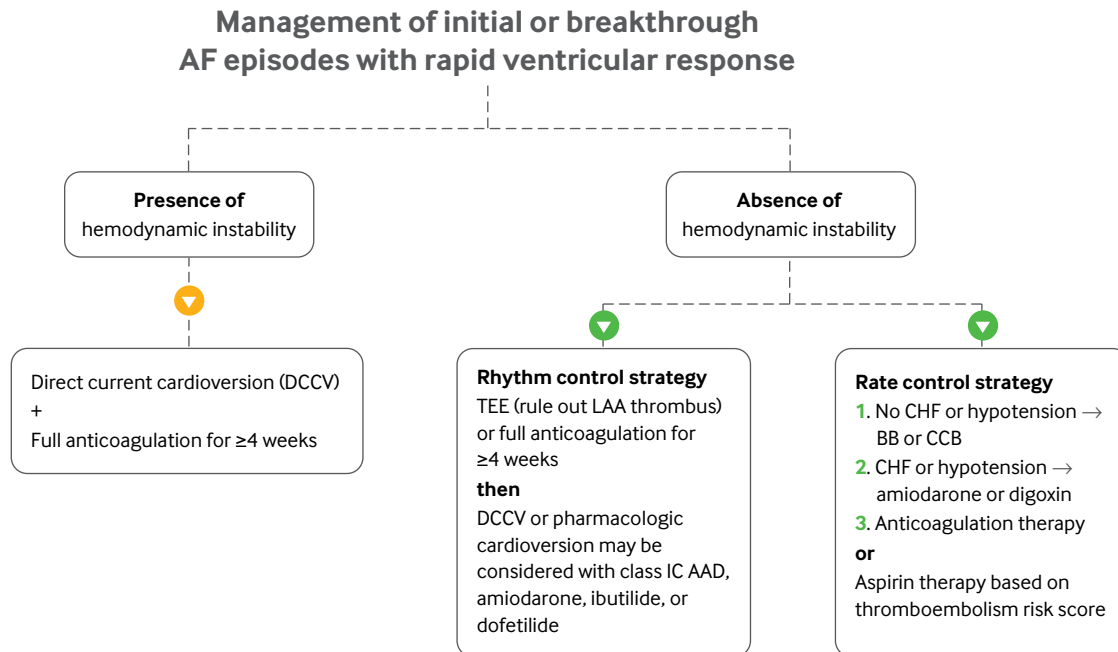 Management of initial or breakthrough
AF episodes with rapid ventricular response
Presence of
hemodynamic instability
Absence of
hemodynamic instability
Direct current cardioversion (DCCV)
+
Full anticoagulation for ≥4 weeks
Rhythm control strategy
TEE (rule out LAA thrombus)
or full anticoagulation for
≥4 weeks
then
DCCV or pharmacologic
cardioversion may be
considered with class IC AAD,
amiodarone, ibutilide, or
dofetilide
Rate control strategy
1. No CHF or hypotension →
BB or CCB
2. CHF or hypotension →
amiodarone or digoxin
3. Anticoagulation therapy
or
Aspirin therapy based on
thromboembolism risk score